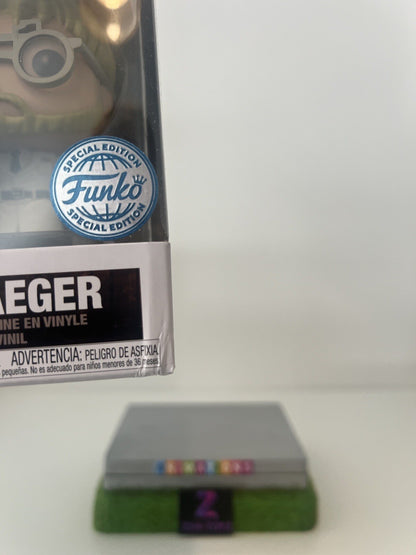 SPECIAL EDITION
Funko
SPECIAL EDITION
AEGER
INE EN VINYLE
VINIL
ADVERTENCIA: PELIGRO DE ASFIXIA
pequeñas. No es adecuado para niños menores de 36 meses.
Z